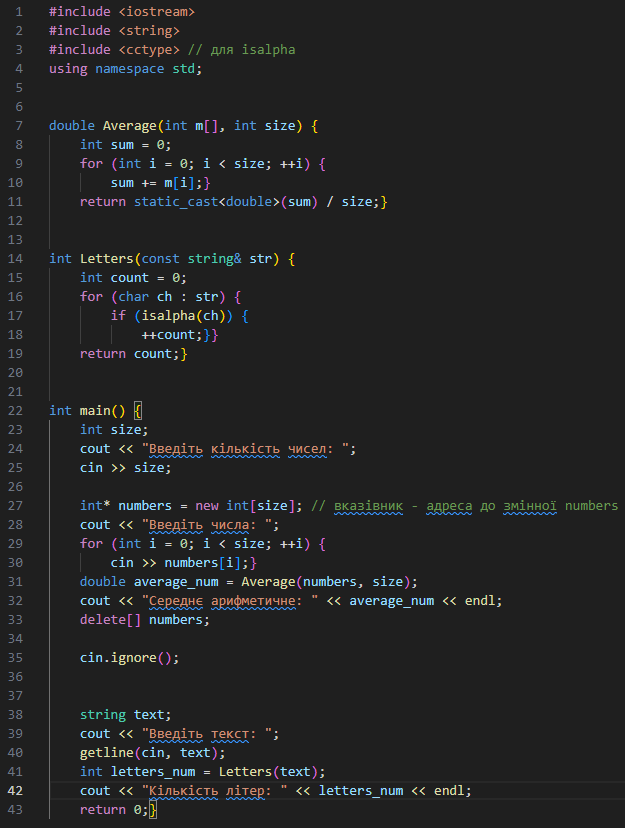 1 #include <iostream>
2 #include <string>
3 #include <cctype> // для isalpha
4 using namespace std;
5
6
7 double Average(int m[], int size) {
8     int sum = 0;
9     for (int i = 0; i < size; ++i) {
10         sum += m[i];}
11     return static_cast<double>(sum) / size;}
12
13
14 int Letters(const string& str) {
15     int count = 0;
16     for (char ch : str) {
17         if (isalpha(ch)) {
18             ++count;}}
19     return count;}
20
21
22 int main() {
23     int size;
24     cout << "Введіть кількість чисел: ";
25     cin >> size;
26
27     int* numbers = new int[size]; // вказівник - адреса до змінної numbers
28     cout << "Введіть числа: ";
29     for (int i = 0; i < size; ++i) {
30         cin >> numbers[i];}
31     double average_num = Average(numbers, size);
32     cout << "Середнє арифметичне: " << average_num << endl;
33     delete[] numbers;
34
35     cin.ignore();
36
37
38     string text;
39     cout << "Введіть текст: ";
40     getline(cin, text);
41     int letters_num = Letters(text);
42     cout << "Кількість літер: " << letters_num << endl;
43     return 0;}